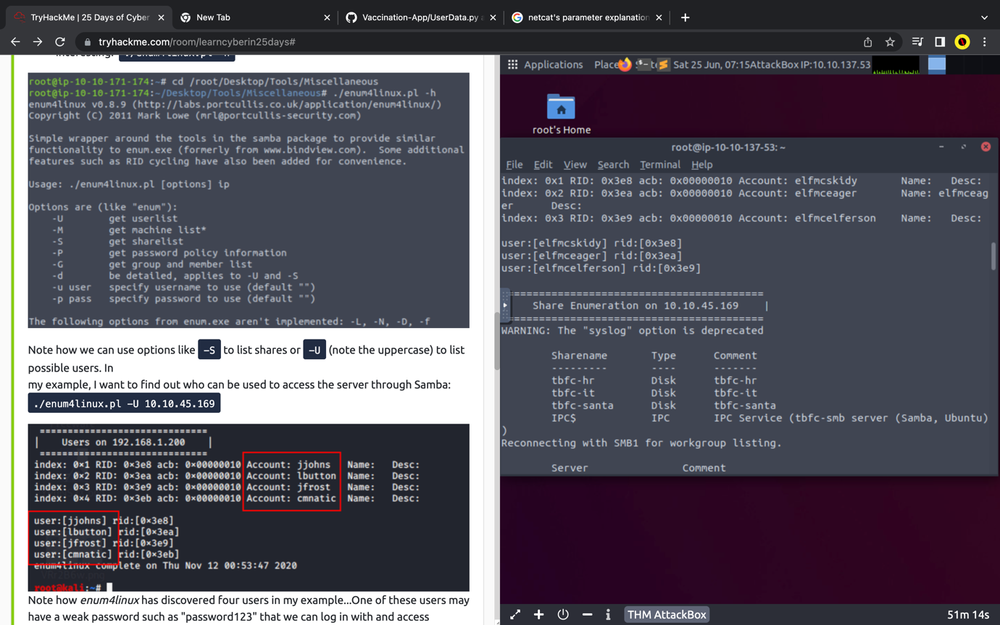 TryHackMe | 25 Days of Cyber
New Tab
Vaccination-App/UserData.py a
netcat's parameter explanation
tryhackme.com/room/learncyberin25days#
root@ip-10-10-171-174:~# cd /root/Desktop/Tools/Miscellaneous
root@ip-10-10-171-174:~/Desktop/Tools/Miscellaneous# ./enum4linux.pl -h
enum4linux v0.8.9 (http://labs.portcullis.co.uk/application/enum4linux/)
Copyright (C) 2011 Mark Lowe (mrl@portcullis-security.com)
Simple wrapper around the tools in the samba package to provide similar
functionality to enum.exe (formerly from www.bindview.com).  Some additional
features such as RID cycling have also been added for convenience.
Usage: ./enum4linux.pl [options] ip
Options are (like "enum"):
-U        get userlist
-M        get machine list*
-S        get sharelist
-P        get password policy information
-G        get group and member list
-d        be detailed, applies to -U and -S
-u user   specify username to use (default "")
-p pass   specify password to use (default "")
The following options from enum.exe aren't implemented: -L, -N, -D, -f
Note how we can use options like -S to list shares or -U (note the uppercase) to list
possible users. In
my example, I want to find out who can be used to access the server through Samba:
./enum4linux.pl -U 10.10.45.169
==============================
|    Users on 192.168.1.200    |
==============================
index: 0×1 RID: 0×3e8 acb: 0×00000010 Account: jjohns   Name:   Desc:
index: 0×2 RID: 0×3ea acb: 0×00000010 Account: lbutton  Name:   Desc:
index: 0×3 RID: 0×3e9 acb: 0×00000010 Account: jfrost   Name:   Desc:
index: 0×4 RID: 0×3eb acb: 0×00000010 Account: cmnatic  Name:   Desc:
user:[jjohns] rid:[0×3e8]
user:[lbutton] rid:[0×3ea]
user:[jfrost] rid:[0×3e9]
user:[cmnatic] rid:[0×3eb]
enum4linux complete on Thu Nov 12 00:53:47 2020
root@kali:~#
Note how enum4linux has discovered four users in my example...One of these users may
have a weak password such as "password123" that we can log in with and access
Applications Place
Sat 25 Jun, 07:15 AttackBox IP:10.10.137.53
root's Home
root@ip-10-10-137-53: ~
File Edit View Search Terminal Help
index: 0x1 RID: 0x3e8 acb: 0x00000010 Account: elfmcskidy       Name:   Desc:
index: 0x2 RID: 0x3ea acb: 0x00000010 Account: elfmceager       Name: elfmceag
er      Desc:
index: 0x3 RID: 0x3e9 acb: 0x00000010 Account: elfmcelferson    Name:   Desc:
user:[elfmcskidy] rid:[0x3e8]
user:[elfmceager] rid:[0x3ea]
user:[elfmcelferson] rid:[0x3e9]
==========================================
Share Enumeration on 10.10.45.169    |
==========================================
WARNING: The "syslog" option is deprecated
Sharename       Type      Comment
---------       ----      -------
tbfc-hr         Disk      tbfc-hr
tbfc-it         Disk      tbfc-it
tbfc-santa      Disk      tbfc-santa
IPC$            IPC       IPC Service (tbfc-smb server (Samba, Ubuntu)
)
Reconnecting with SMB1 for workgroup listing.
Server               Comment
THM AttackBox
51m 14s